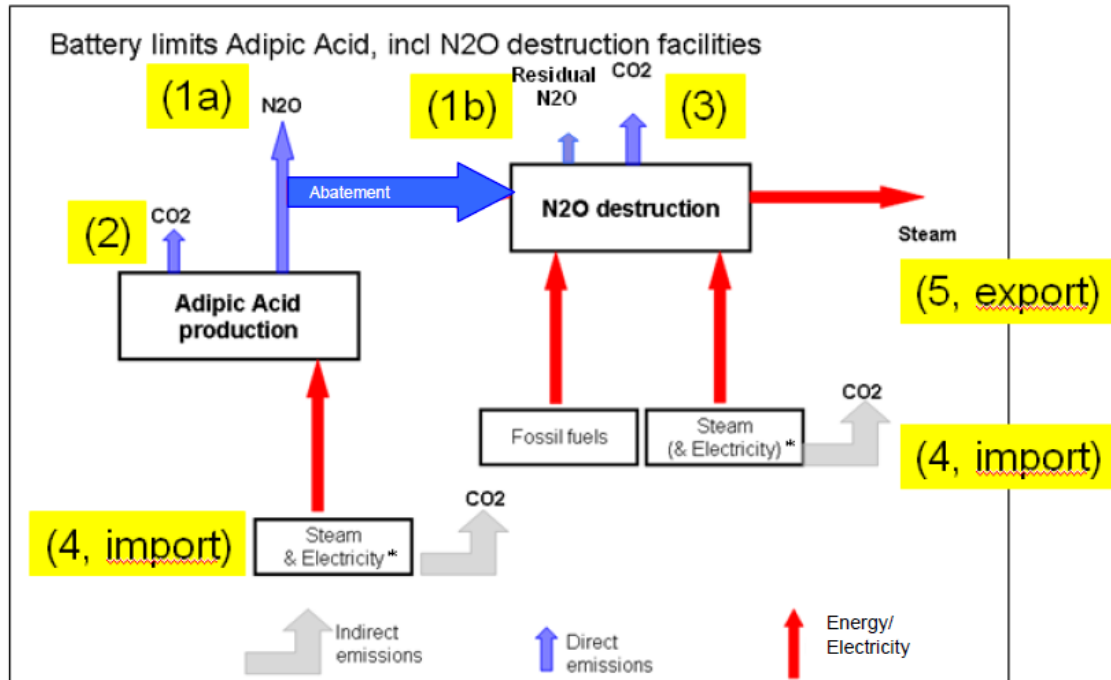 Battery limits Adipic Acid, incl N2O destruction facilities
(1a)
N2O
(1b)
Residual
N2O
CO2
(3)
Abatement
N2O destruction
Steam
(2)
CO2
Adipic Acid
production
(5, export)
Fossil fuels
Steam
(& Electricity) *
CO2
(4, import)
(4, import)
Steam
& Electricity *
CO2
Indirect
emissions
Direct
emissions
Energy/
Electricity